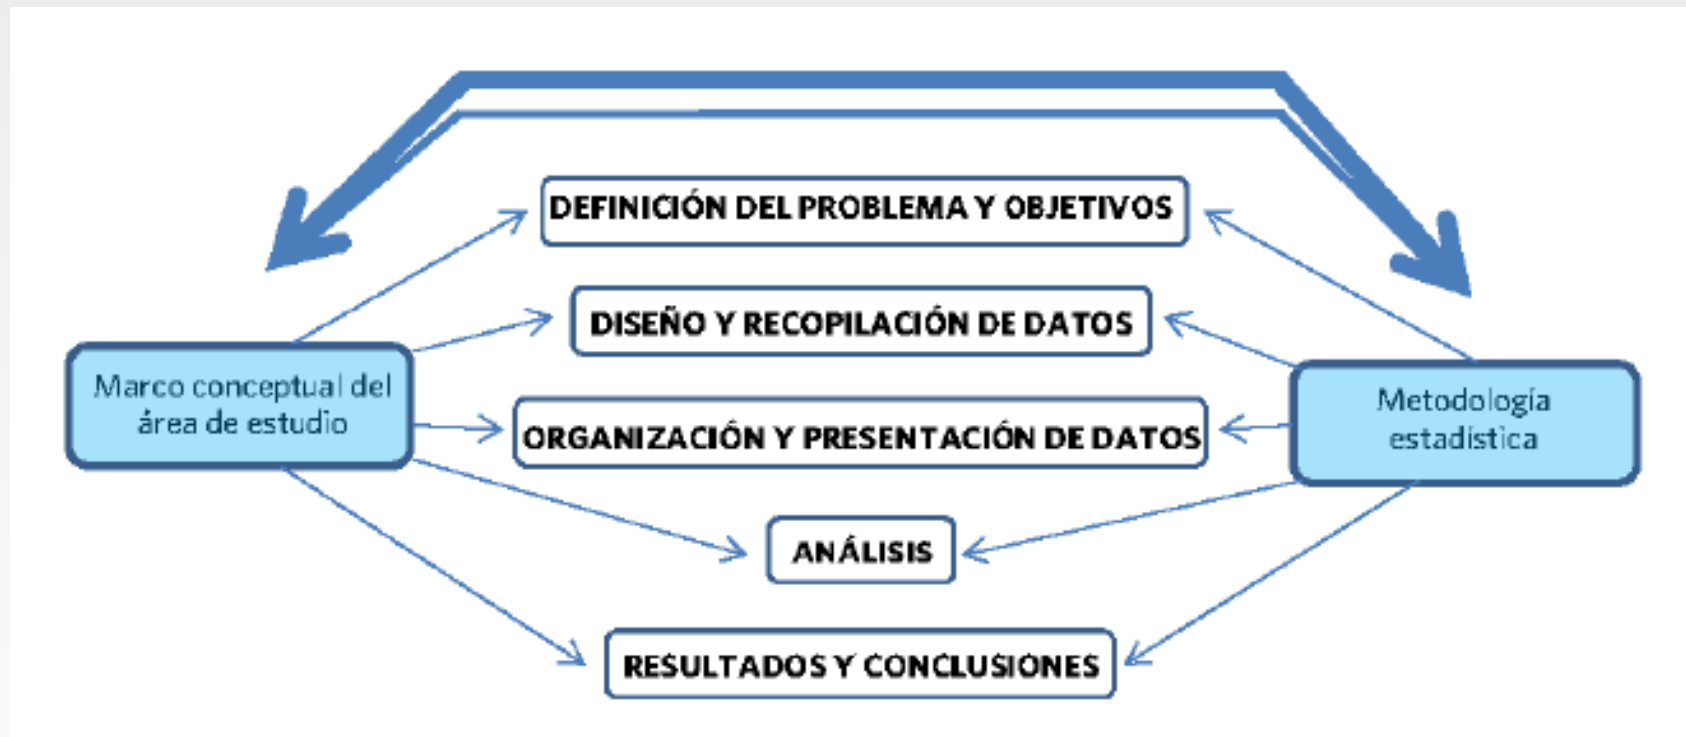 DEFINICIÓN DEL PROBLEMA Y OBJETIVOS
DISEÑO Y RECOPILACIÓN DE DATOS
Marco conceptual del
área de estudio
ORGANIZACIÓN Y PRESENTACIÓN DE DATOS
Metodología
estadística
ANÁLISIS
RESULTADOS Y CONCLUSIONES